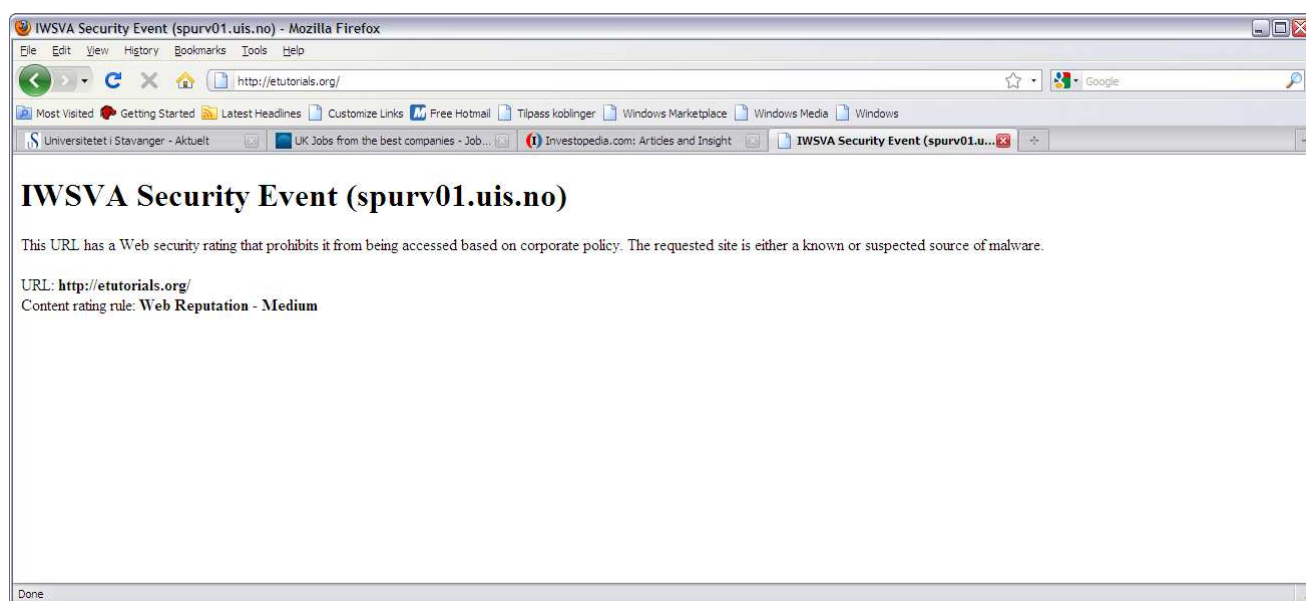 IWSVA Security Event (spurv01.uis.no) - Mozilla Firefox
File Edit View History Bookmarks Tools Help
http://etutorials.org/ Google
Most Visited Getting Started Latest Headlines Customize Links Free Hotmail Tilpass koblinger Windows Marketplace Windows Media Windows
Universitetet i Stavanger - Aktuelt UK Jobs from the best companies - Job... Investopedia.com: Articles and Insight IWSVA Security Event (spurv01.u...
IWSVA Security Event (spurv01.uis.no)
This URL has a Web security rating that prohibits it from being accessed based on corporate policy. The requested site is either a known or suspected source of malware.
URL: http://etutorials.org/
Content rating rule: Web Reputation - Medium
Done